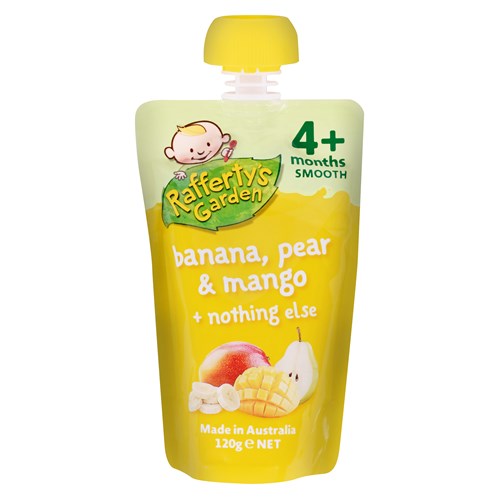 4+
months
SMOOTH
Rafferty's
Garden
banana, pear
& mango
+ nothing else
Made in Australia
120g e NET